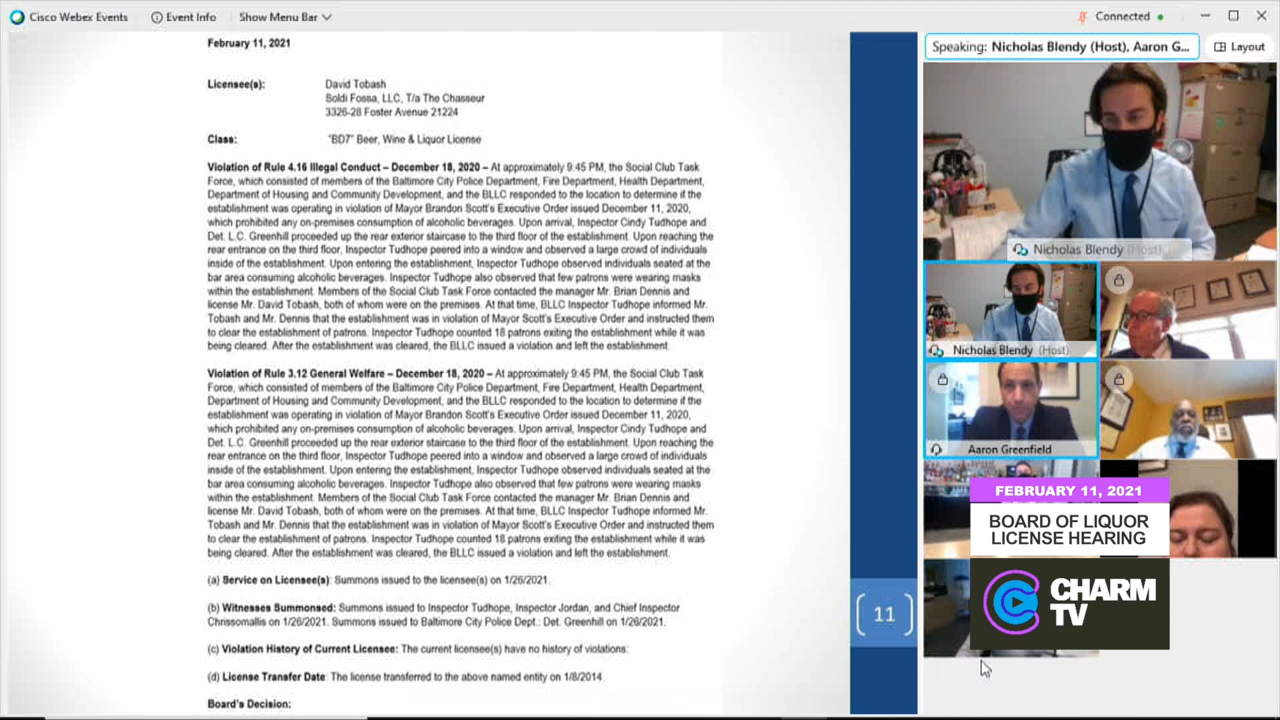 Cisco Webex Events
Event Info
Show Menu Bar
Connected
February 11, 2021
Licensee(s):
David Tobash
Soldi Fossa, LLC, T/a The Chasseur
3326-28 Foster Avenue 21224
Class:
"BD7" Beer, Wine & Liquor License
Violation of Rule 4.16 Illegal Conduct – December 18, 2020 – At approximately 9:45 PM, the Social Club Task
Force, which consisted of members of the Baltimore City Police Department, Fire Department, Health Department,
Department of Housing and Community Development, and the BLLC responded to the location to determine if the
establishment was operating in violation of Mayor Brandon Scott's Executive Order issued December 11, 2020,
which prohibited any on-premises consumption of alcoholic beverages. Upon arrival, Inspector Cindy Tudhope and
Det. L.C. Greenhill proceeded up the rear exterior staircase to the third floor of the establishment. Upon reaching the
rear entrance on the third floor, Inspector Tudhope peered into a window and observed a large crowd of individuals
inside of the establishment. Upon entering the establishment, Inspector Tudhope observed individuals seated at the
bar area consuming alcoholic beverages. Inspector Tudhope also observed that few patrons were wearing masks
within the establishment. Members of the Social Club Task Force contacted the manager Mr. Brian Dennis and
license Mr. David Tobash, both of whom were on the premises. At that time, BLLC Inspector Tudhope informed Mr.
Tobash and Mr. Dennis that the establishment was in violation of Mayor Scott's Executive Order and instructed them
to clear the establishment of patrons. Inspector Tudhope counted 18 patrons exiting the establishment while it was
being cleared. After the establishment was cleared, the BLLC issued a violation and left the establishment.
Violation of Rule 3.12 General Welfare – December 18, 2020 – At approximately 9:45 PM, the Social Club Task
Force, which consisted of members of the Baltimore City Police Department, Fire Department, Health Department,
Department of Housing and Community Development, and the BLLC responded to the location to determine if the
establishment was operating in violation of Mayor Brandon Scott's Executive Order issued December 11, 2020,
which prohibited any on-premises consumption of alcoholic beverages. Upon arrival, Inspector Cindy Tudhope and
Det. L.C. Greenhill proceeded up the rear exterior staircase to the third floor of the establishment. Upon reaching the
rear entrance on the third floor, Inspector Tudhope peered into a window and observed a large crowd of individuals
inside of the establishment. Upon entering the establishment, Inspector Tudhope observed individuals seated at the
bar area consuming alcoholic beverages. Inspector Tudhope also observed that few patrons were wearing masks
within the establishment. Members of the Social Club Task Force contacted the manager Mr. Brian Dennis and
license Mr. David Tobash, both of whom were on the premises. At that time, BLLC Inspector Tudhope informed Mr.
Tobash and Mr. Dennis that the establishment was in violation of Mayor Scott's Executive Order and instructed them
to clear the establishment of patrons. Inspector Tudhope counted 18 patrons exiting the establishment while it was
being cleared. After the establishment was cleared, the BLLC issued a violation and left the establishment.
(a) Service on Licensee(s): Summons issued to the licensee(s) on 1/26/2021.
(b) Witnesses Summonsed: Summons issued to Inspector Tudhope, Inspector Jordan, and Chief Inspector
Chrissomallis on 1/26/2021. Summons issued to Baltimore City Police Dept.: Det. Greenhill on 1/26/2021.
(c) Violation History of Current Licensee: The current licensee(s) have no history of violations:
(d) License Transfer Date: The license transferred to the above named entity on 1/8/2014.
Board's Decision:
11
Speaking: Nicholas Blendy (Host), Aaron G...
Layout
Nicholas Blendy (Host)
Nicholas Blendy (Host)
Aaron Greenfield
FEBRUARY 11, 2021
BOARD OF LIQUOR
LICENSE HEARING
CHARM
TV